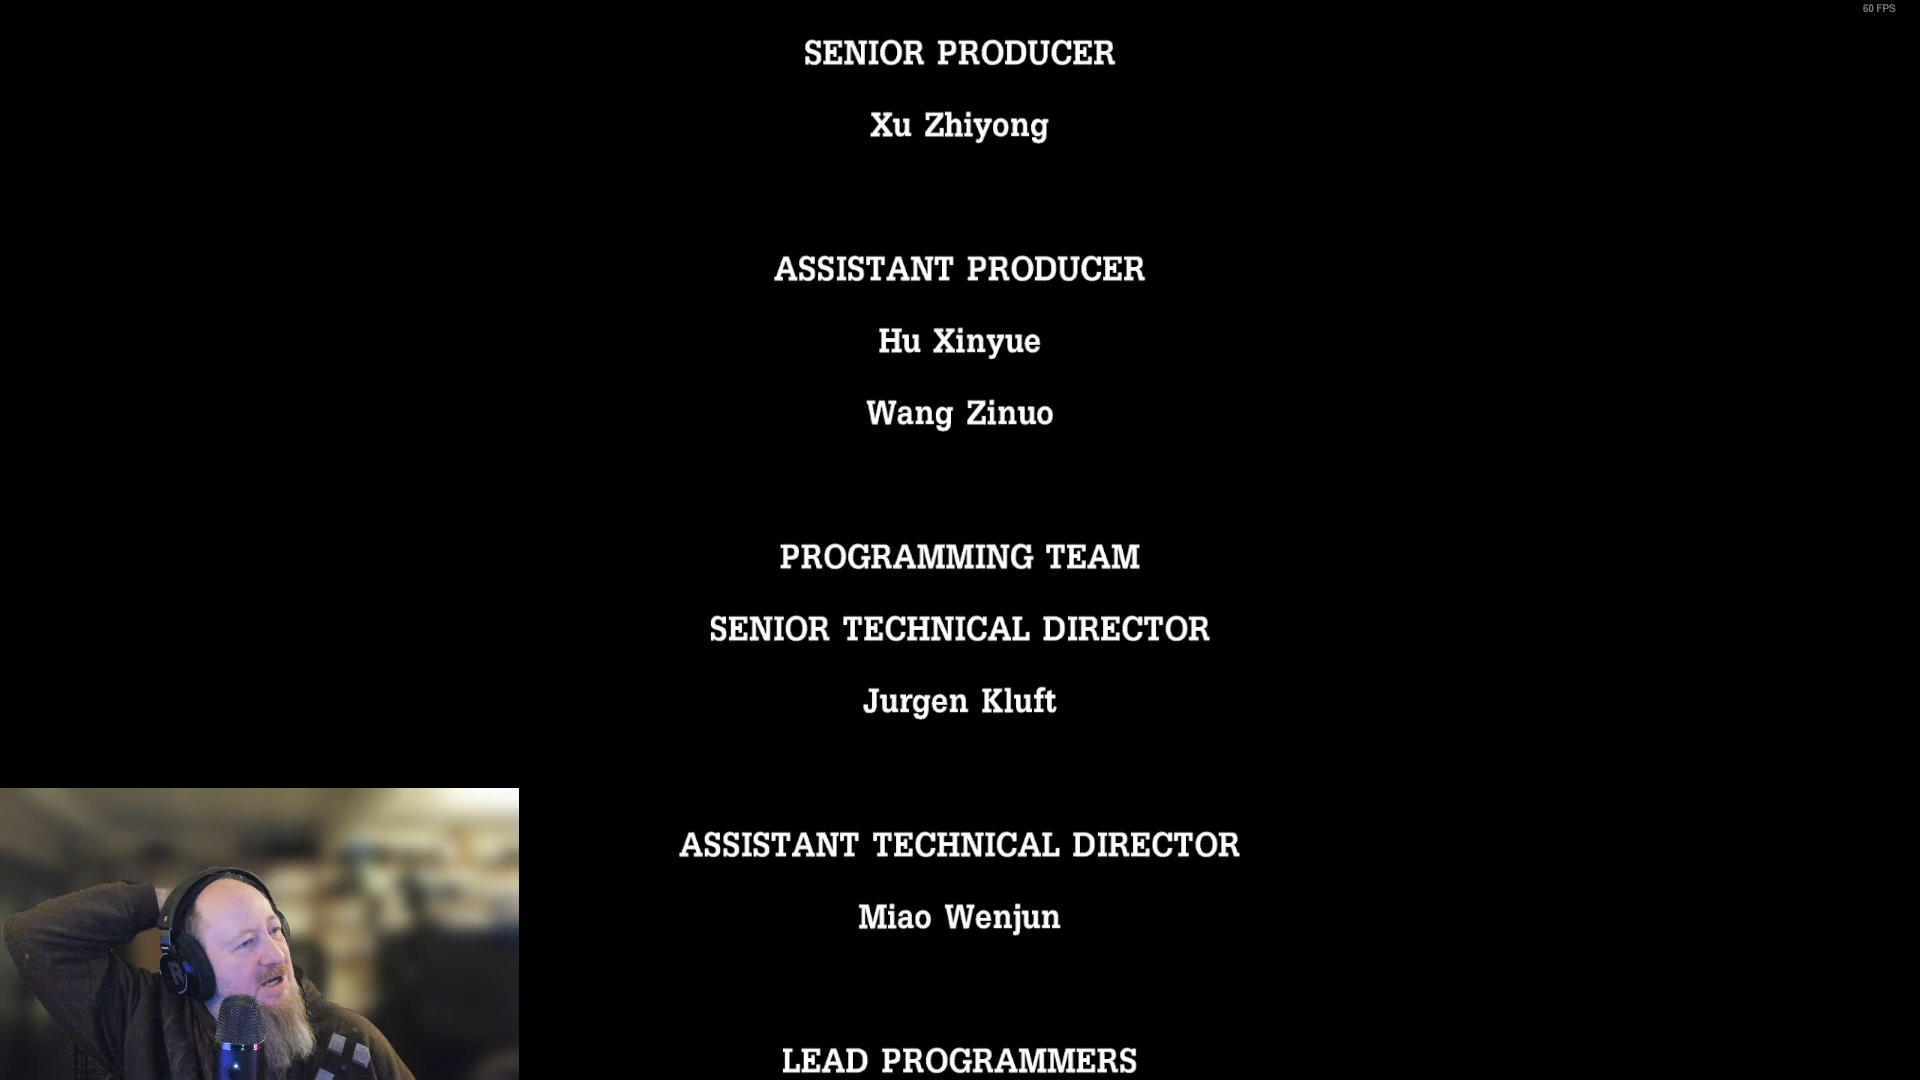 60 FPS
SENIOR PRODUCER
Xu Zhiyong
ASSISTANT PRODUCER
Hu Xinyue
Wang Zinuo
PROGRAMMING TEAM
SENIOR TECHNICAL DIRECTOR
Jurgen Kluft
ASSISTANT TECHNICAL DIRECTOR
Miao Wenjun
LEAD PROGRAMMERS
R